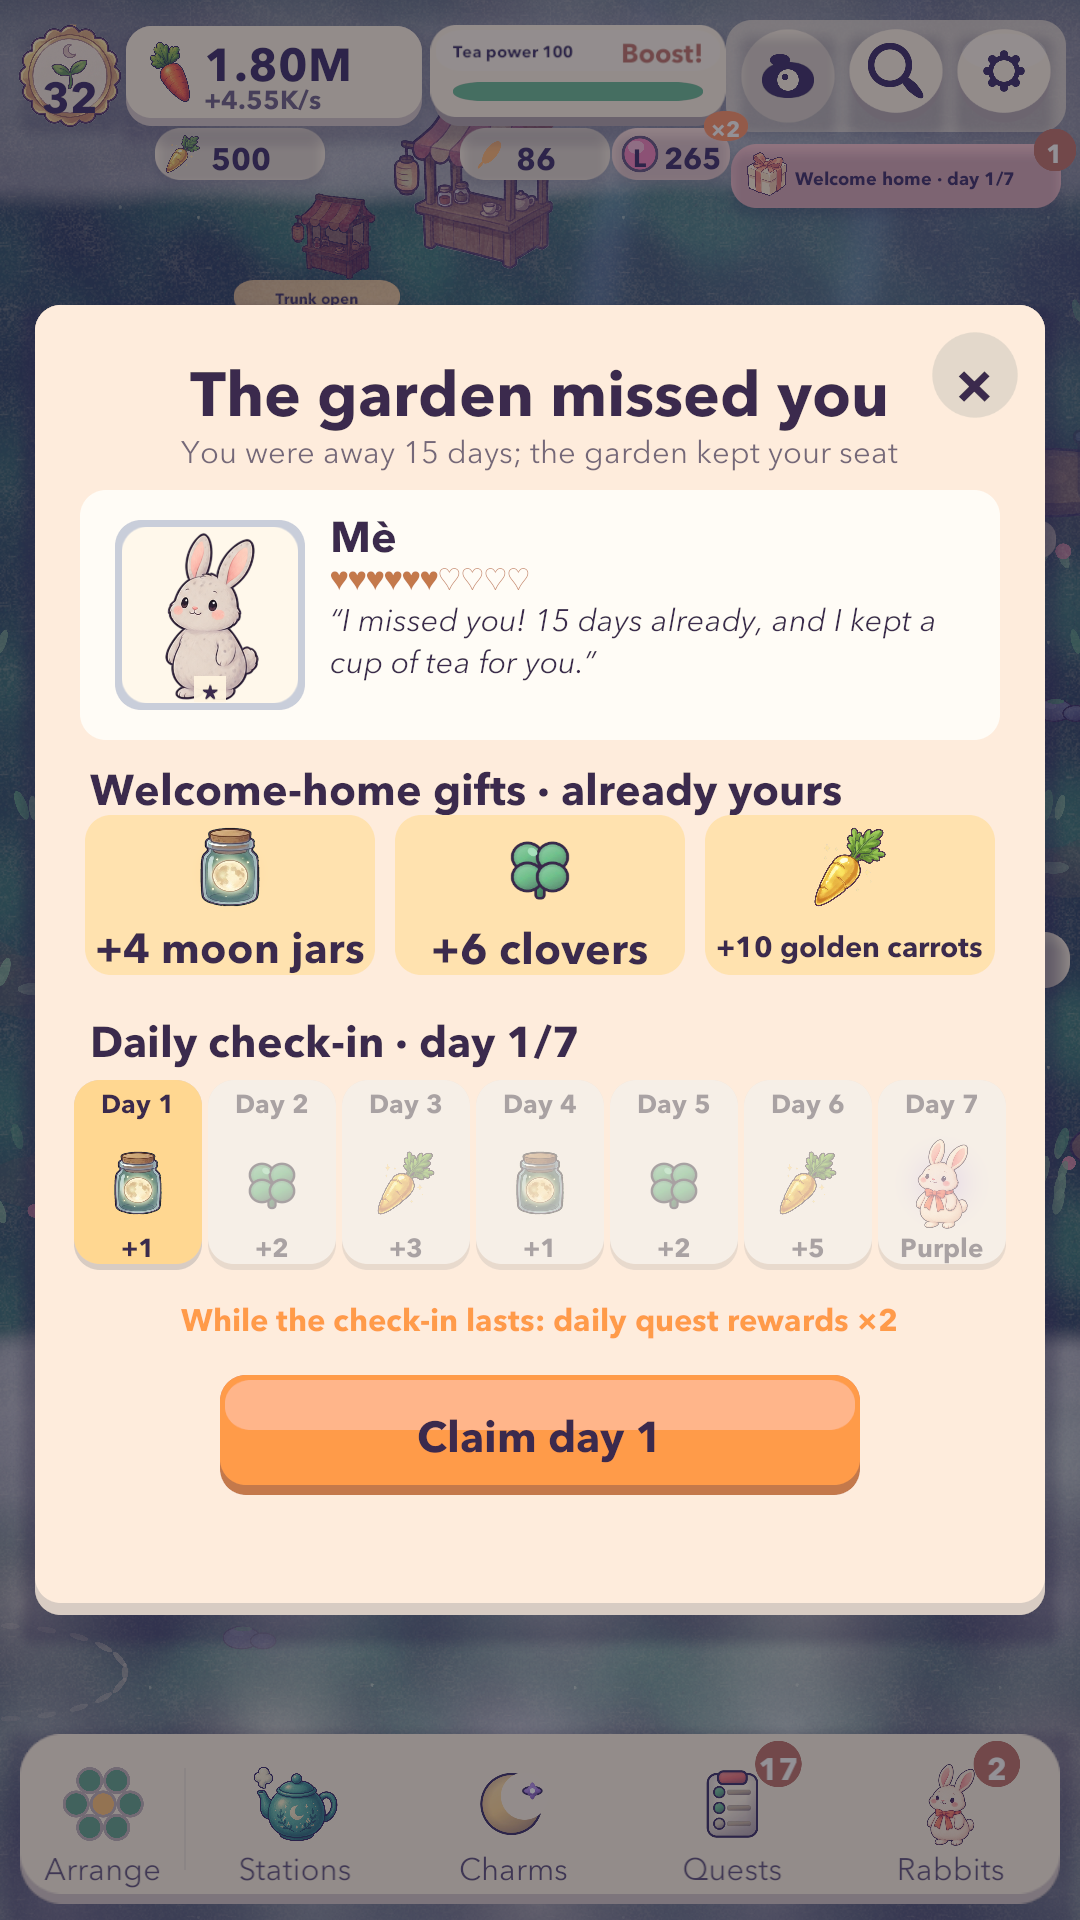 32
1.80M
+4.55K/s
Tea power 100
Boost!
500
86
L 265
×2
Welcome home · day 1/7
1
Trunk open
The garden missed you
×
You were away 15 days; the garden kept your seat
Mè
♥♥♥♥♥♥♡♡♡♡
“I missed you! 15 days already, and I kept a
cup of tea for you.”
Welcome-home gifts · already yours
+4 moon jars
+6 clovers
+10 golden carrots
Daily check-in · day 1/7
Day 1
Day 2
Day 3
Day 4
Day 5
Day 6
Day 7
+1
+2
+3
+1
+2
+5
Purple
While the check-in lasts: daily quest rewards ×2
Claim day 1
17
2
Arrange
Stations
Charms
Quests
Rabbits